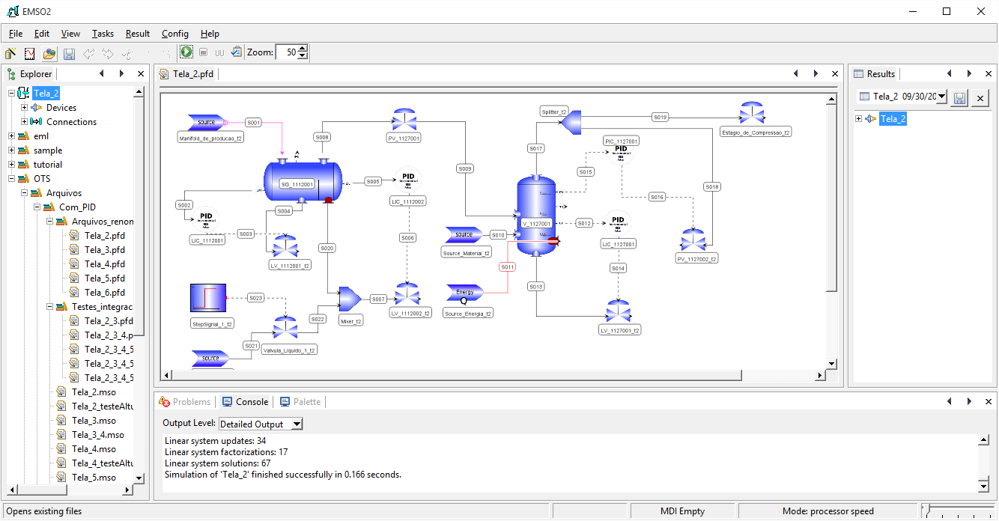 EMSO2
File Edit View Tasks Result Config Help
Zoom: 50
Explorer
Tela_2
Devices
Connections
eml
sample
tutorial
OTS
Arquivos
Com_PID
Arquivos_renon
Tela_2.pfd
Tela_3.pfd
Tela_4.pfd
Tela_5.pfd
Tela_6.pfd
Testes_integrac
Tela_2_3.pfd
Tela_2_3_4.p
Tela_2_3_4_5
Tela_2_3_4_5
Tela_2_3_4_5
Tela_2.mso
Tela_2_testeAltu
Tela_3.mso
Tela_3_4.mso
Tela_4.mso
Tela_4_testeAltu
Tela_5.mso
Tela_2.pfd
source
S001
Manifold_de_producao_t2
S008
PV_1127001
S009
SG_1112001
S002
S004
S005
PID
Incremental
LIC_1112002
PID
Incremental
LIC_1112001
S003
LV_1112001_t2
S020
S006
StepSignal_1_t2
S023
Valvula_Liquido_1_t2
S022
S021
source
Mixer_t2
S007
LV_1112002_t2
Splitter_t2
S019
Estagio_de_Compressao_t2
S017
PIC_1127001
PID
Incremental
S015
S016
S018
PV_1127002_t2
V_1127001
S012
PID
Incremental
LIC_1127001
S014
source
S010
Source_Material_t2
S011
Energy
Q
Source_Energia_t2
S013
LV_1127001_t2
Results
Tela_2 09/30/20
Tela_2
Problems Console Palette
Output Level: Detailed Output
Linear system updates: 34
Linear system factorizations: 17
Linear system solutions: 67
Simulation of 'Tela_2' finished successfully in 0.166 seconds.
Opens existing files
MDI Empty
Mode: processor speed